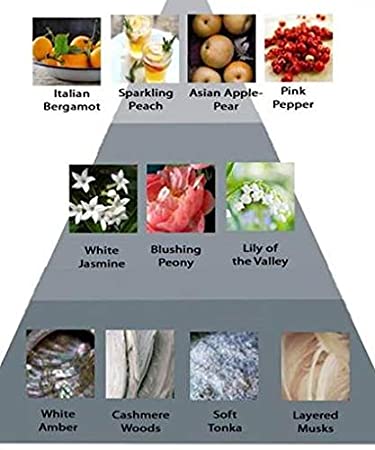 Italian
Bergamot
Sparkling
Peach
Asian Apple-
Pear
Pink
Pepper
White
Jasmine
Blushing
Peony
Lily of
the Valley
White
Amber
Cashmere
Woods
Soft
Tonka
Layered
Musks